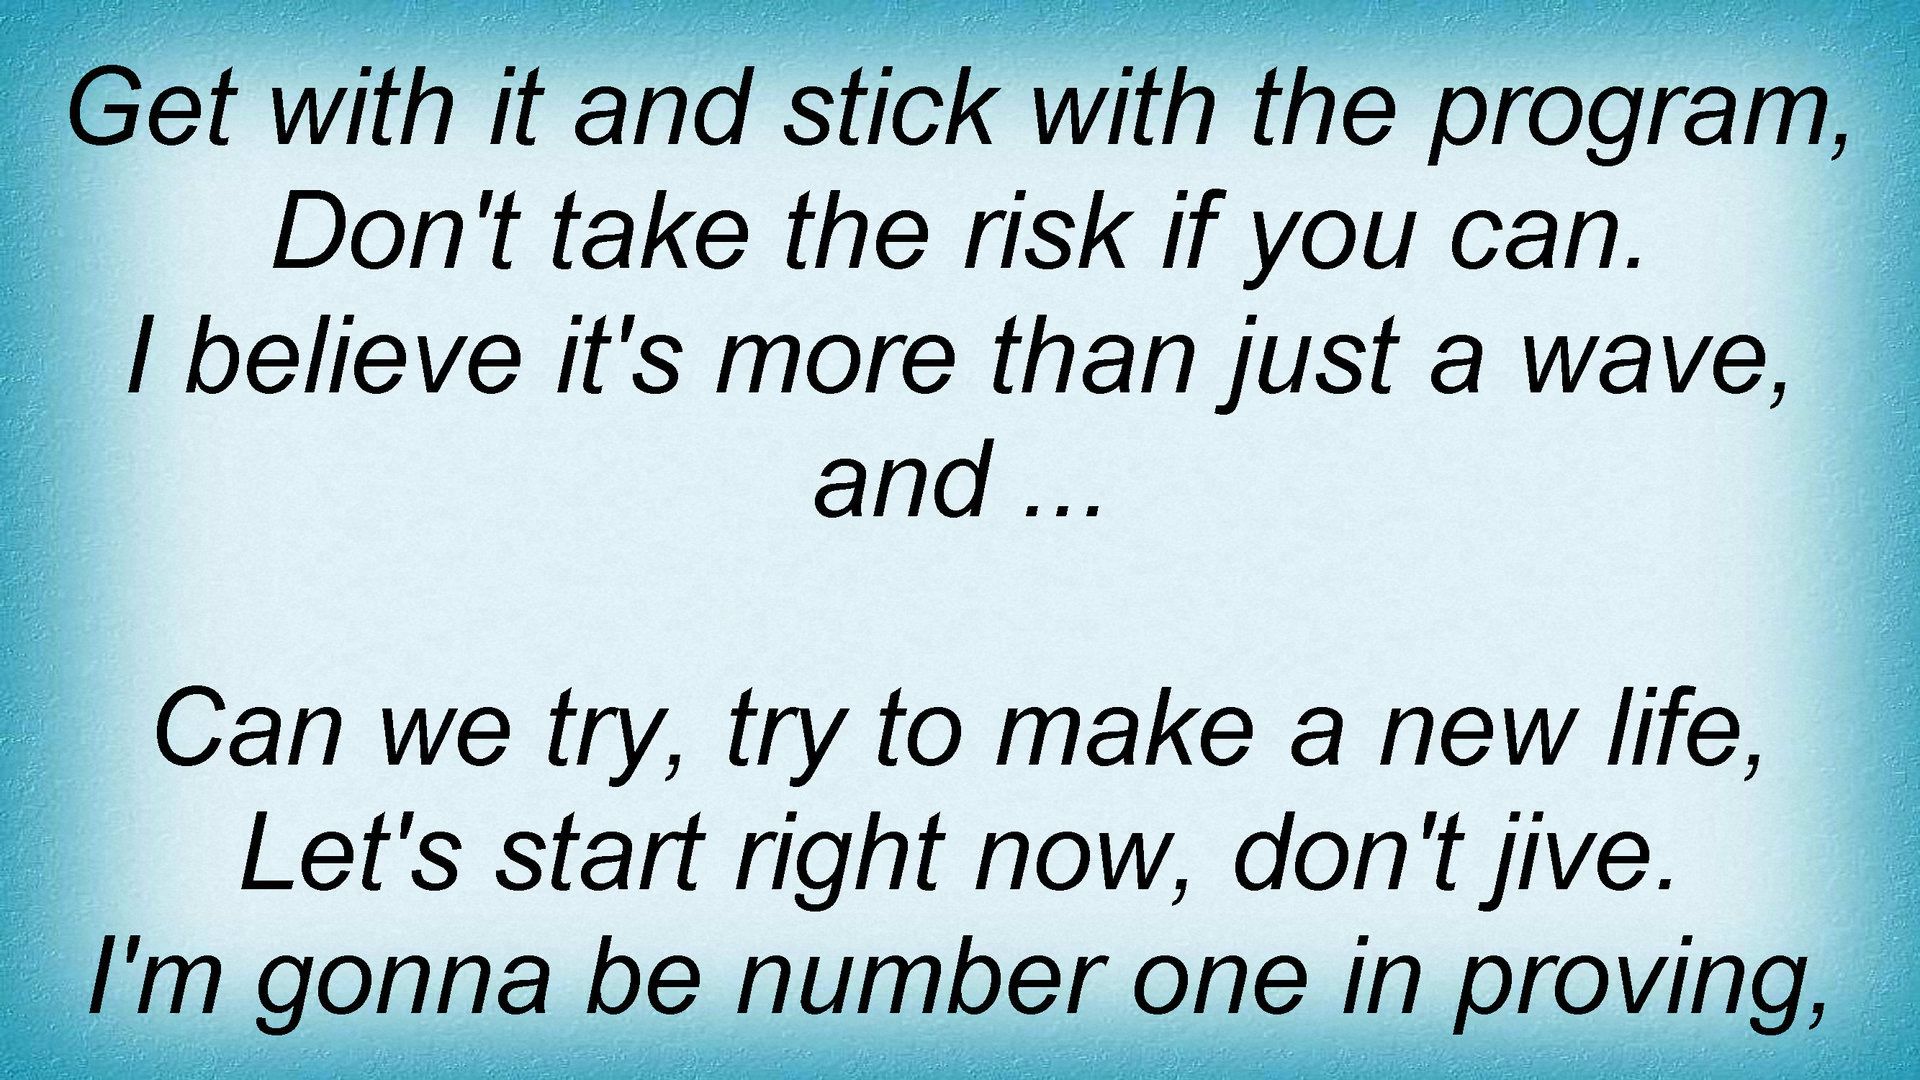 Get with it and stick with the program,
Don't take the risk if you can.
I believe it's more than just a wave,
and ...
Can we try, try to make a new life,
Let's start right now, don't jive.
I'm gonna be number one in proving,